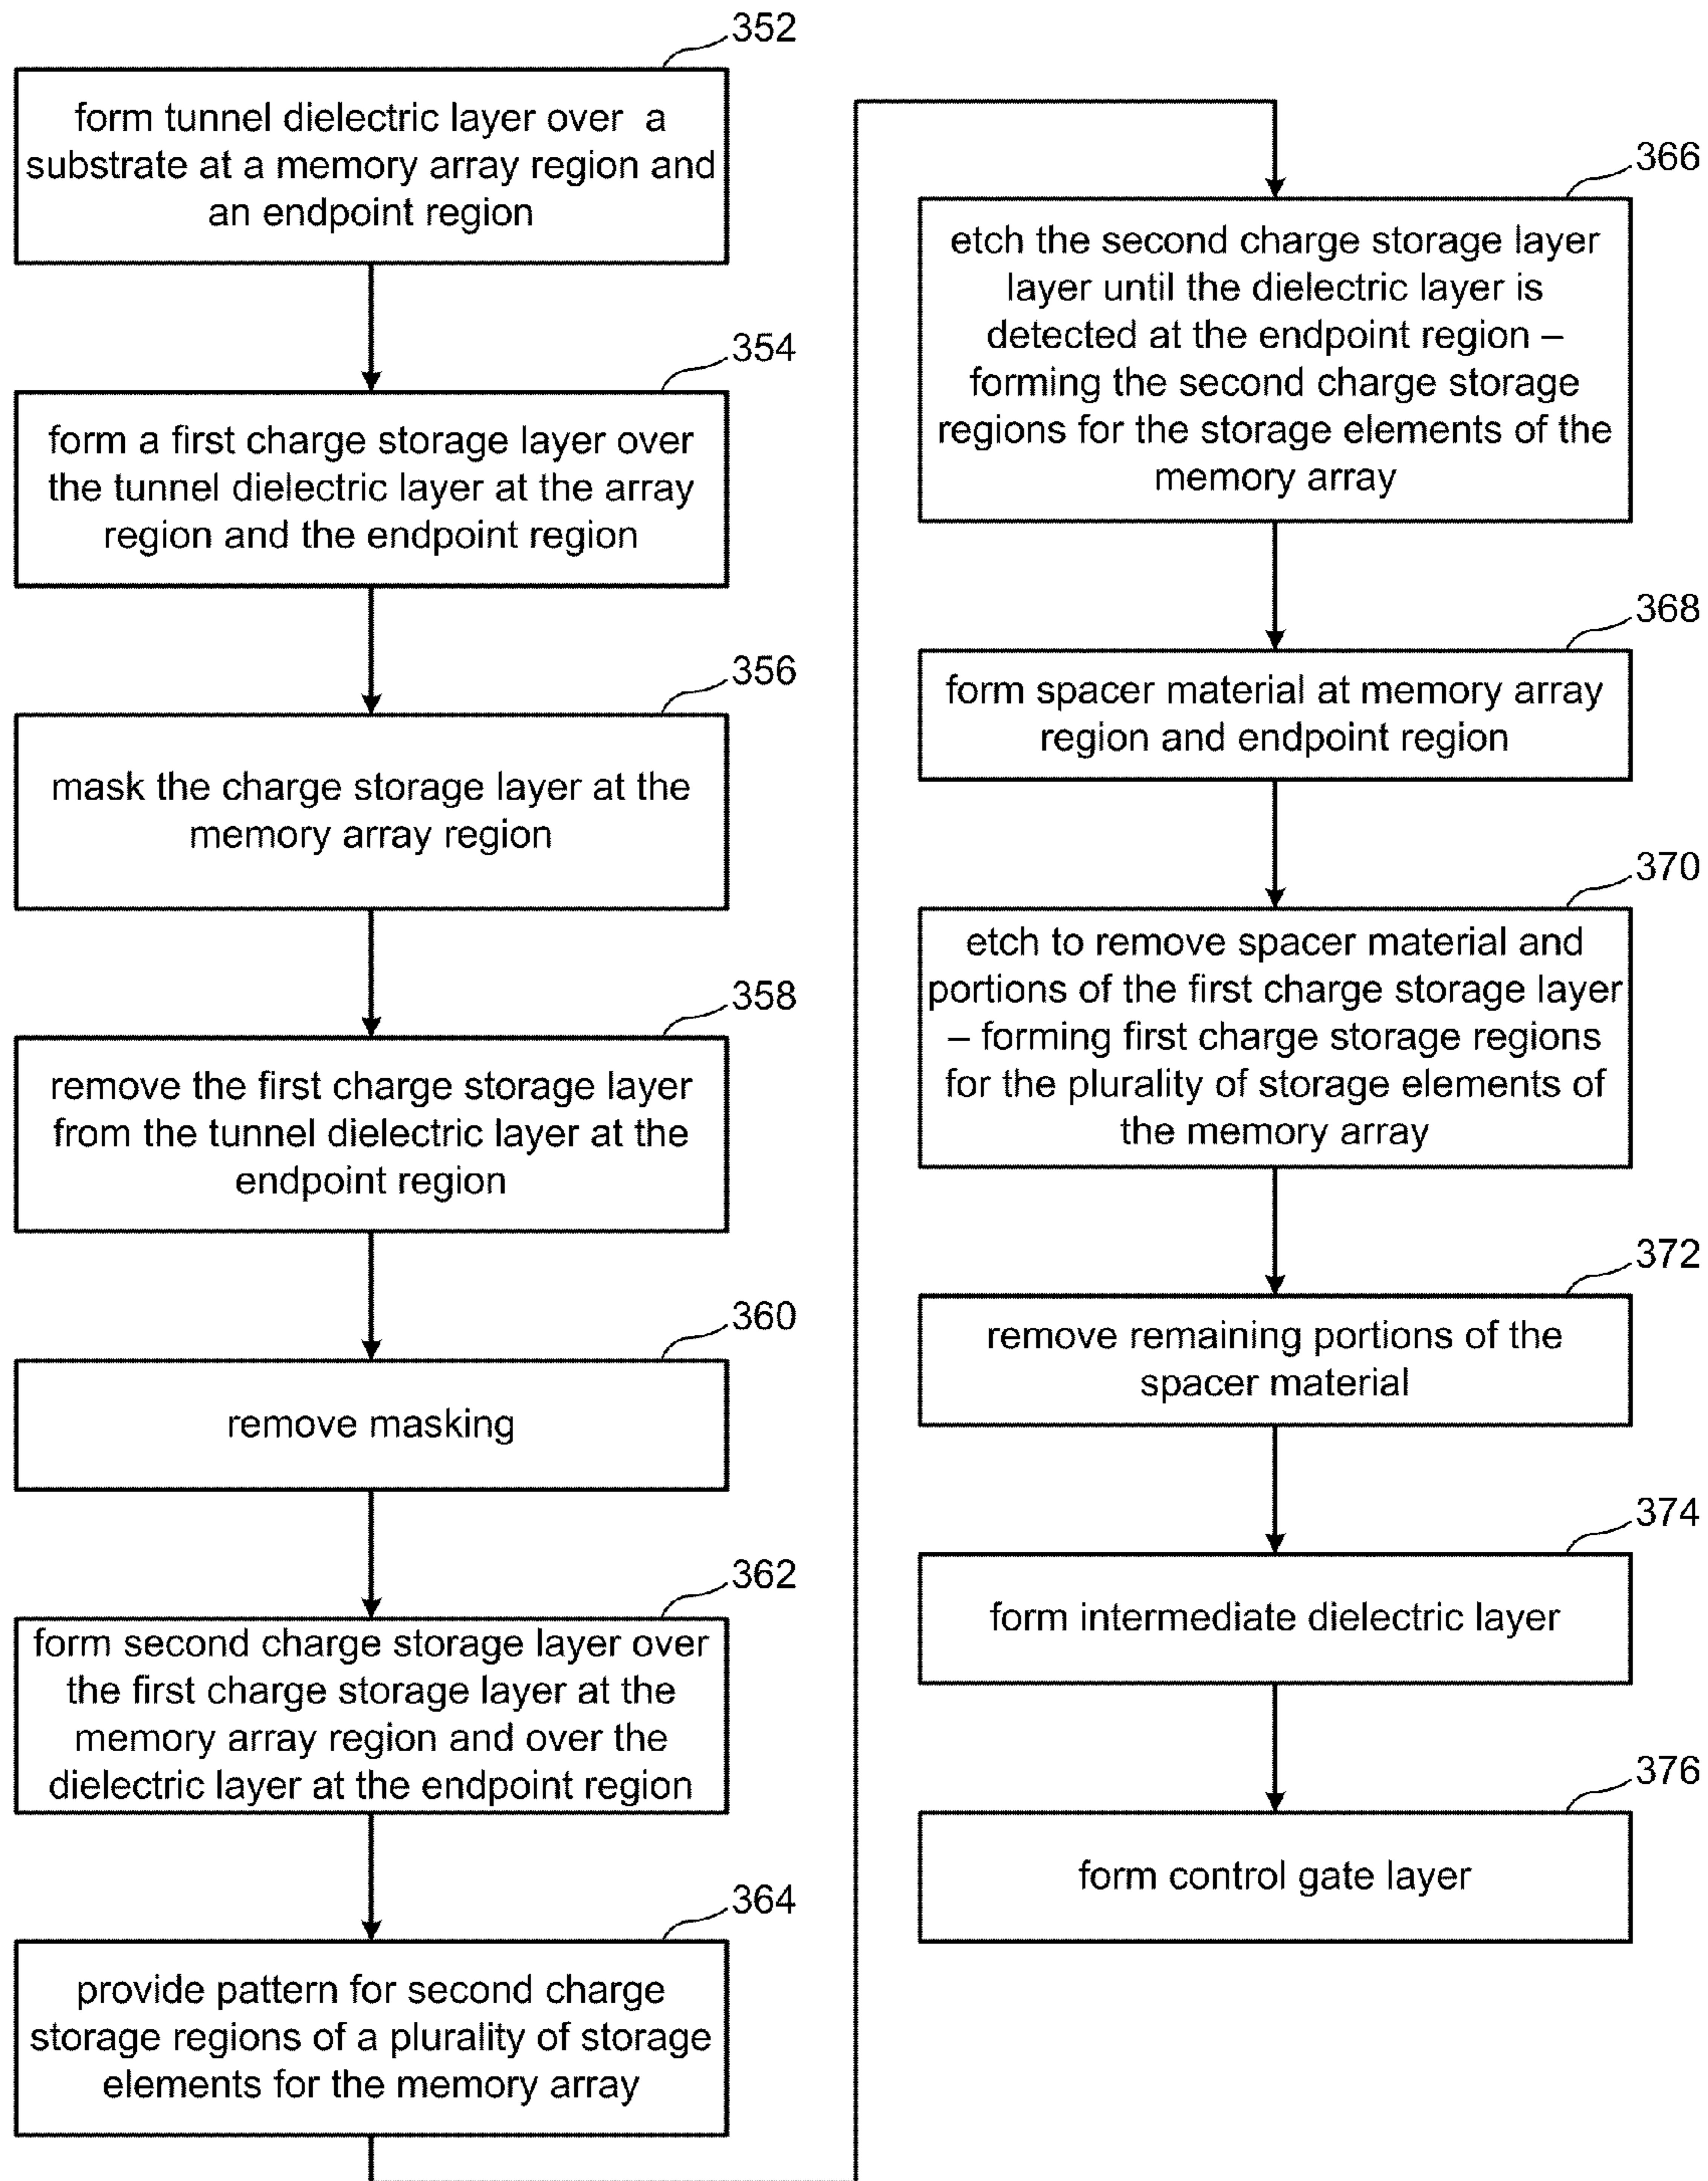 352
form tunnel dielectric layer over a
substrate at a memory array region and
an endpoint region
354
form a first charge storage layer over
the tunnel dielectric layer at the array
region and the endpoint region
356
mask the charge storage layer at the
memory array region
358
remove the first charge storage layer
from the tunnel dielectric layer at the
endpoint region
360
remove masking
362
form second charge storage layer over
the first charge storage layer at the
memory array region and over the
dielectric layer at the endpoint region
364
provide pattern for second charge
storage regions of a plurality of storage
elements for the memory array
366
etch the second charge storage layer
layer until the dielectric layer is
detected at the endpoint region –
forming the second charge storage
regions for the storage elements of the
memory array
368
form spacer material at memory array
region and endpoint region
370
etch to remove spacer material and
portions of the first charge storage layer
– forming first charge storage regions
for the plurality of storage elements of
the memory array
372
remove remaining portions of the
spacer material
374
form intermediate dielectric layer
376
form control gate layer